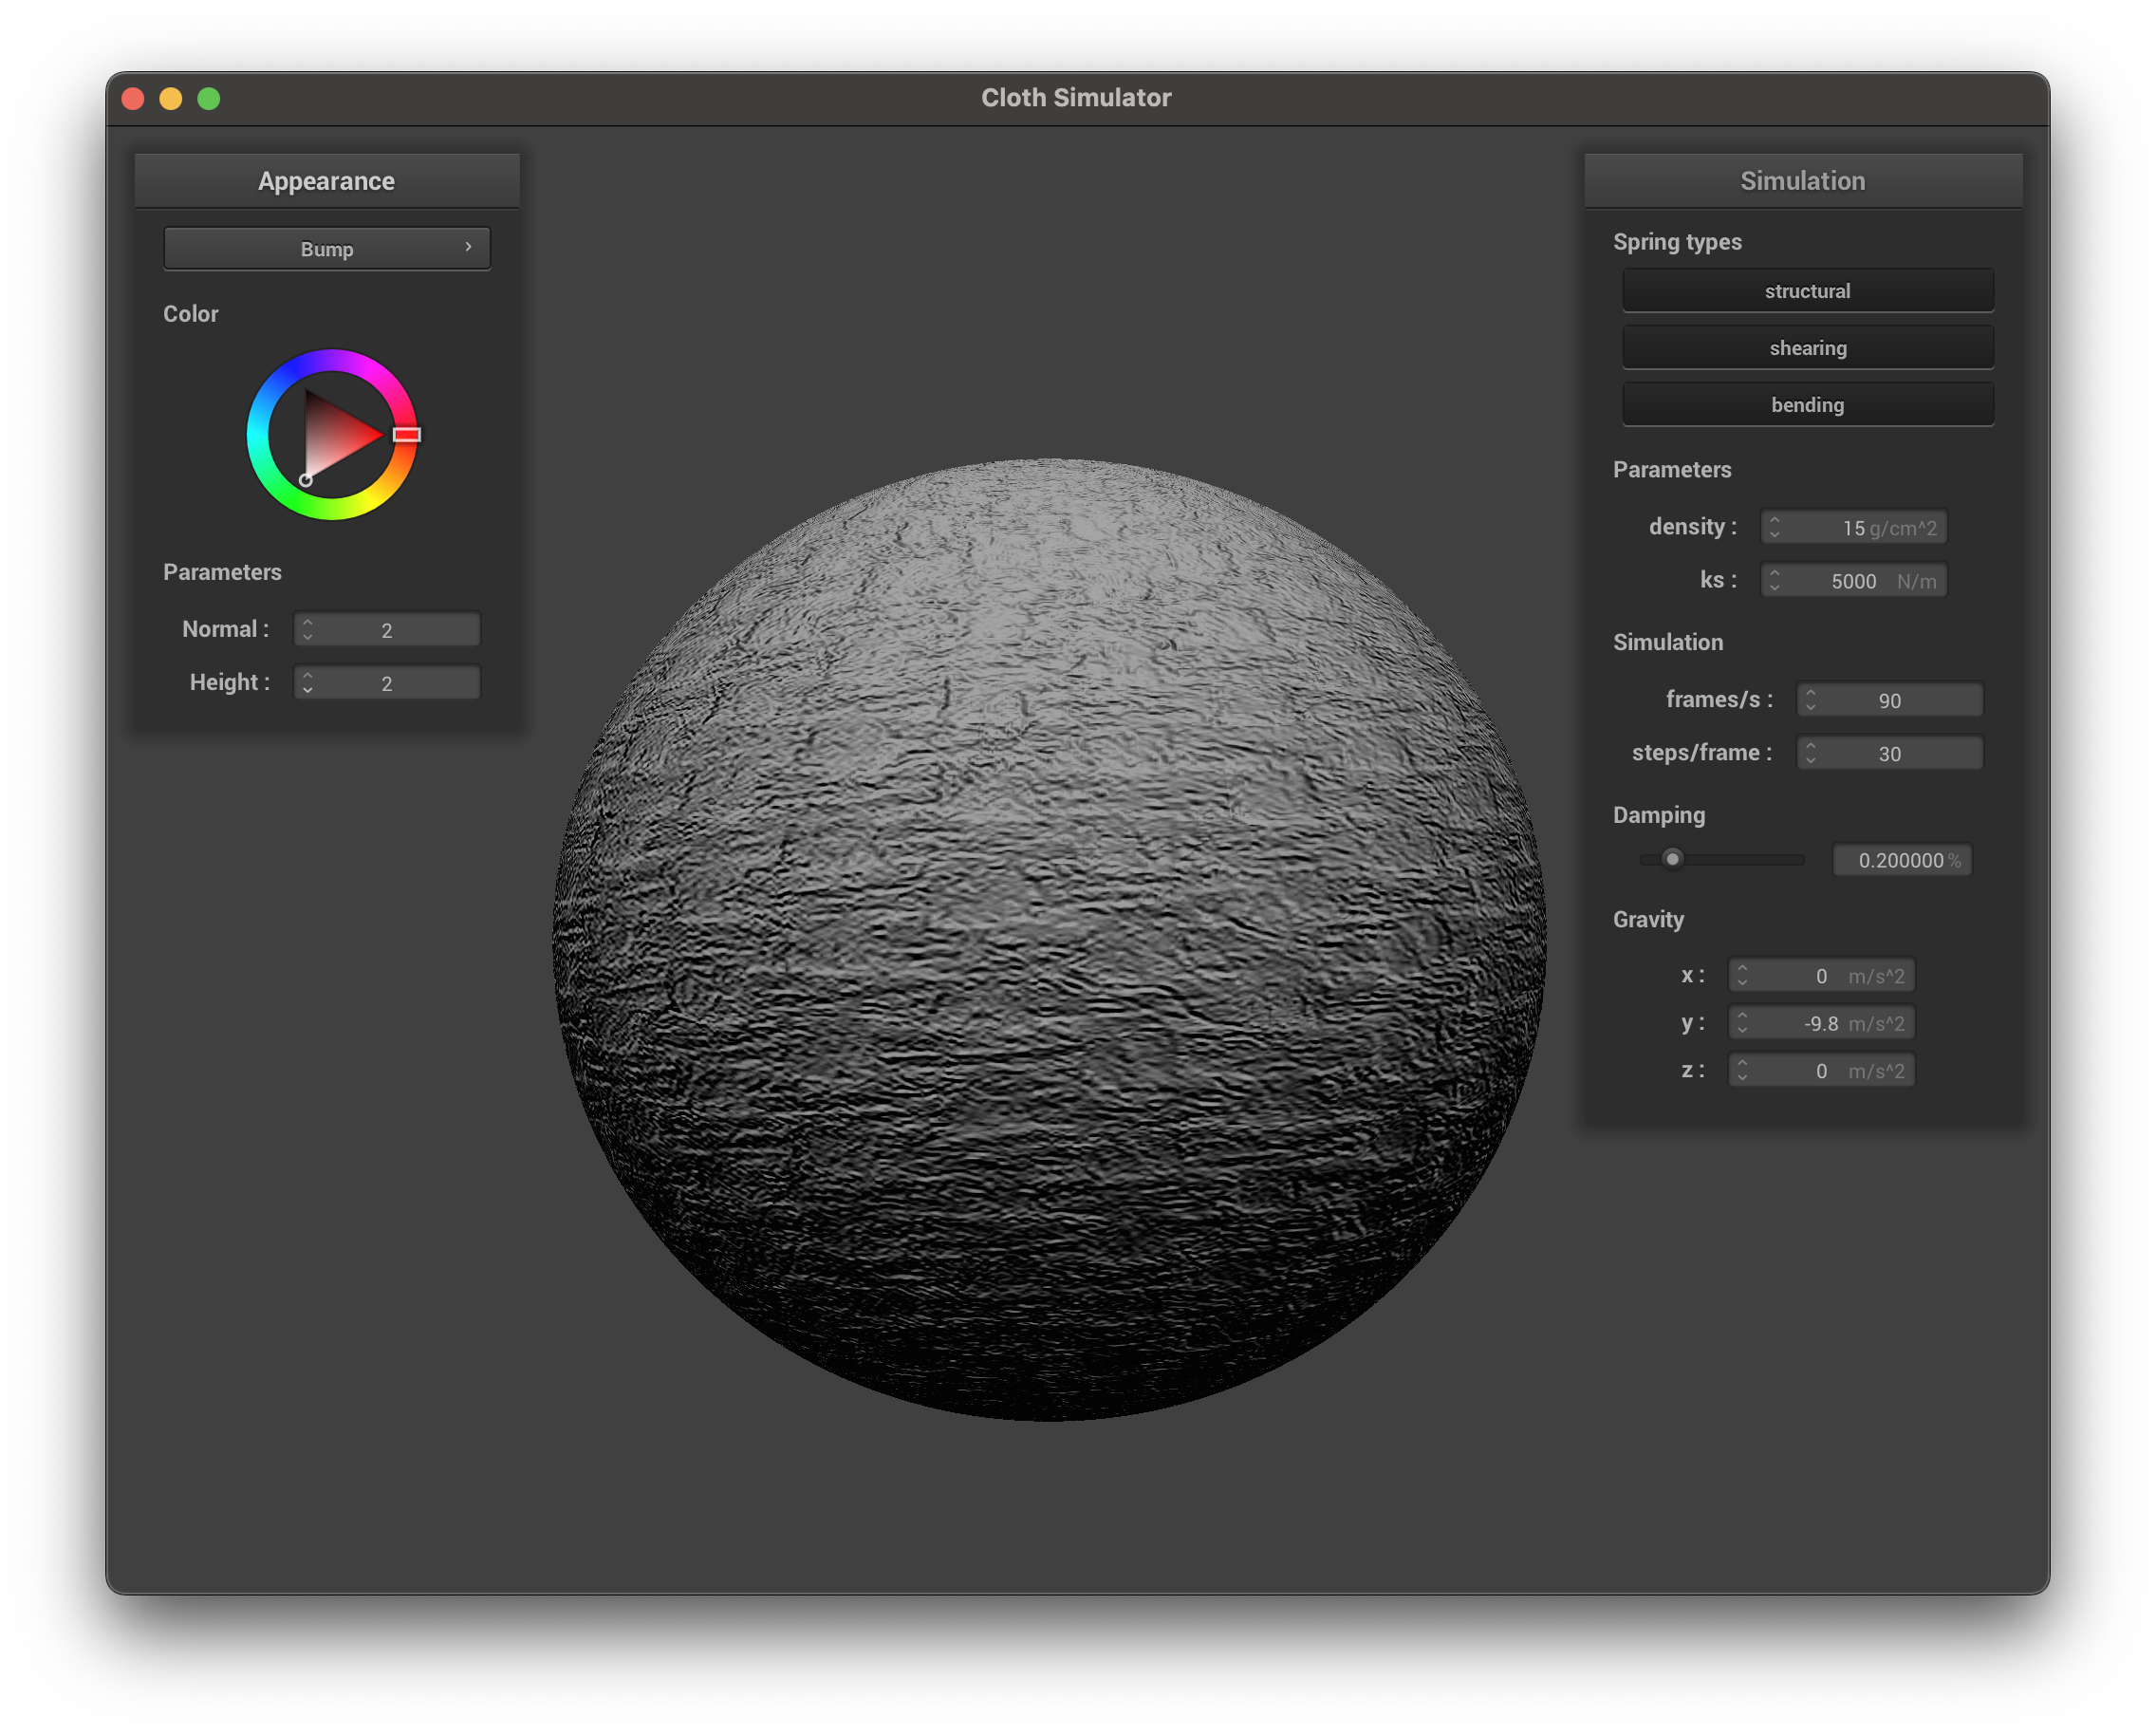 Cloth Simulator
Appearance
Bump
Color
Parameters
Normal : 2
Height : 2
Simulation
Spring types
structural
shearing
bending
Parameters
density : 15 g/cm^2
ks : 5000 N/m
Simulation
frames/s : 90
steps/frame : 30
Damping
0.200000 %
Gravity
x : 0 m/s^2
y : -9.8 m/s^2
z : 0 m/s^2